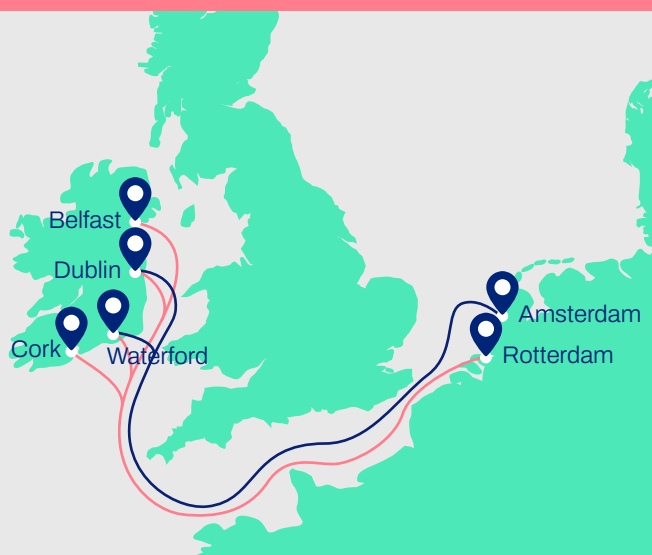 Belfast
Dublin
Cork
Waterford
Amsterdam
Rotterdam